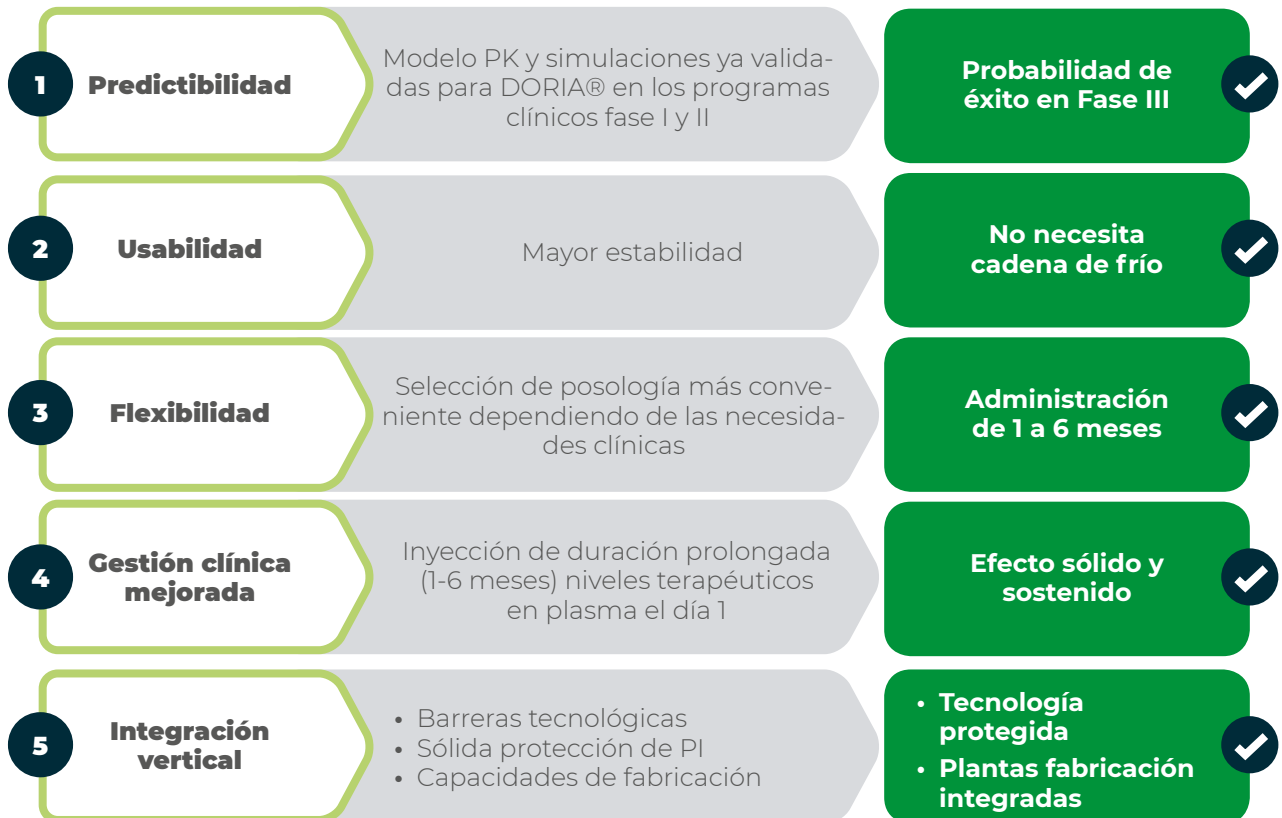 1
Predictibilidad
Modelo PK y simulaciones ya valida-
das para DORIA® en los programas
clínicos fase I y II
Probabilidad de
éxito en Fase III
2
Usabilidad
Mayor estabilidad
No necesita
cadena de frío
3
Flexibilidad
Selección de posología más conve-
niente dependiendo de las necesida-
des clínicas
Administración
de 1 a 6 meses
4
Gestión clínica
mejorada
Inyección de duración prolongada
(1-6 meses) niveles terapéuticos
en plasma el día 1
Efecto sólido y
sostenido
5
Integración
vertical
• Barreras tecnológicas
• Sólida protección de PI
• Capacidades de fabricación
• Tecnología
protegida
• Plantas fabricación
integradas